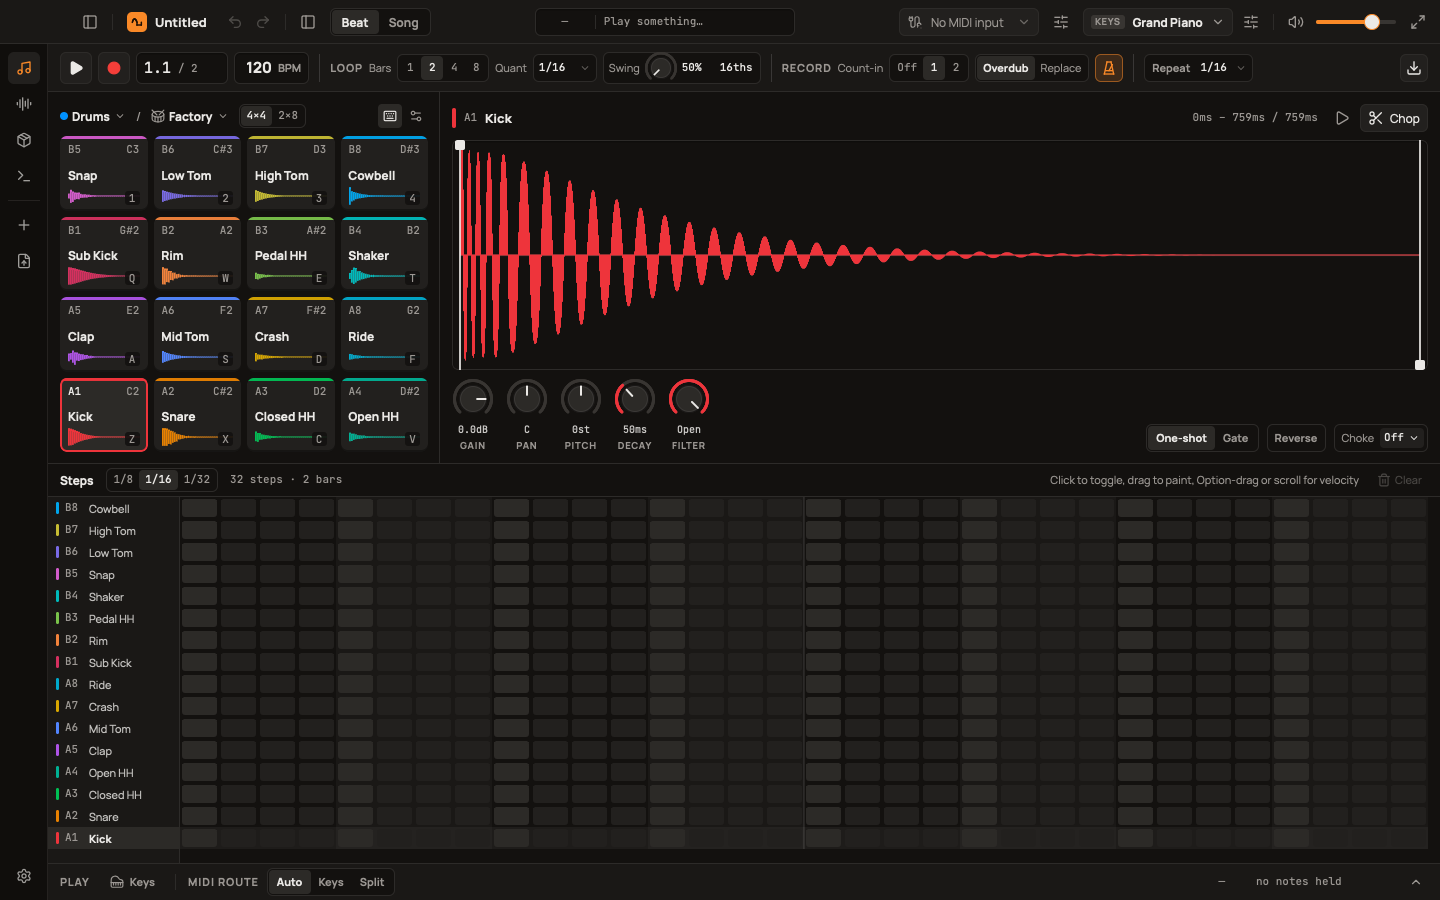 Untitled
Beat Song
– Play something…
No MIDI input
KEYS Grand Piano
1.1 / 2
120 BPM
LOOP Bars 1 2 4 8
Quant 1/16
Swing 50% 16ths
RECORD Count-in Off 1 2
Overdub Replace
Repeat 1/16
Drums / Factory 4×4 2×8
B5 C3
Snap
1
B6 C#3
Low Tom
2
B7 D3
High Tom
3
B8 D#3
Cowbell
4
B1 G#2
Sub Kick
Q
B2 A2
Rim
W
B3 A#2
Pedal HH
E
B4 B2
Shaker
T
A5 E2
Clap
A
A6 F2
Mid Tom
S
A7 F#2
Crash
D
A8 G2
Ride
F
A1 C2
Kick
Z
A2 C#2
Snare
X
A3 D2
Closed HH
C
A4 D#2
Open HH
V
A1 Kick
0ms – 759ms / 759ms
Chop
0.0dB C 0st 50ms Open
GAIN PAN PITCH DECAY FILTER
One-shot Gate
Reverse
Choke Off
Steps 1/8 1/16 1/32 32 steps · 2 bars
Click to toggle, drag to paint, Option-drag or scroll for velocity
Clear
B8 Cowbell
B7 High Tom
B6 Low Tom
B5 Snap
B4 Shaker
B3 Pedal HH
B2 Rim
B1 Sub Kick
A8 Ride
A7 Crash
A6 Mid Tom
A5 Clap
A4 Open HH
A3 Closed HH
A2 Snare
A1 Kick
PLAY Keys
MIDI ROUTE Auto Keys Split
– no notes held